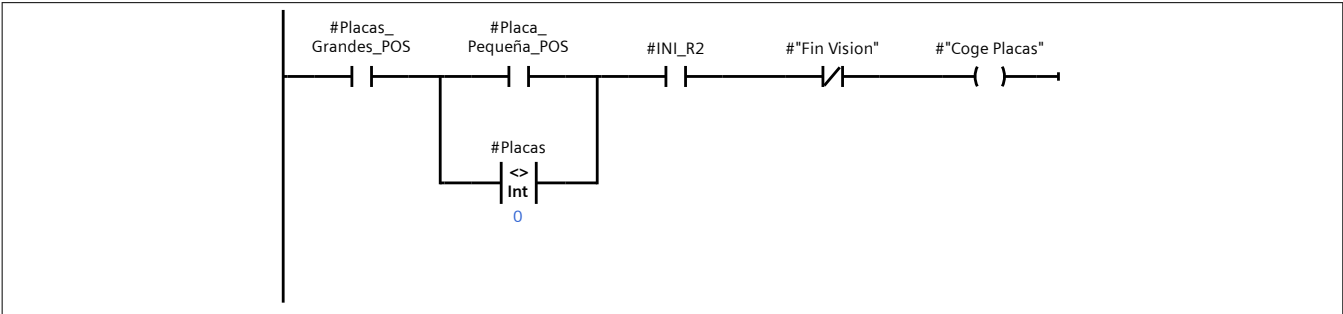 #Placas_
Grandes_POS
#Placa_
Pequeña_POS
#INI_R2
#"Fin Vision"
#"Coge Placas"
#Placas
<>
Int
0